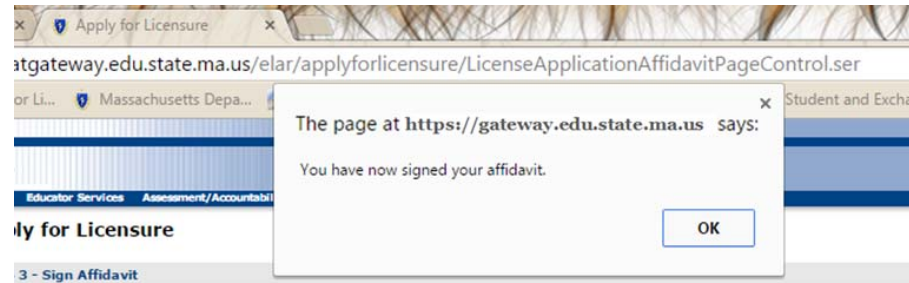 Apply for Licensure
atgateway.edu.state.ma.us/elar/applyforlicensure/LicenseApplicationAffidavitPageControl.ser
or Li... Massachusetts Depa... Student and Excha
The page at https://gateway.edu.state.ma.us says:
You have now signed your affidavit.
Educator Services Assessment/Accountabil
OK
ly for Licensure
3 - Sign Affidavit